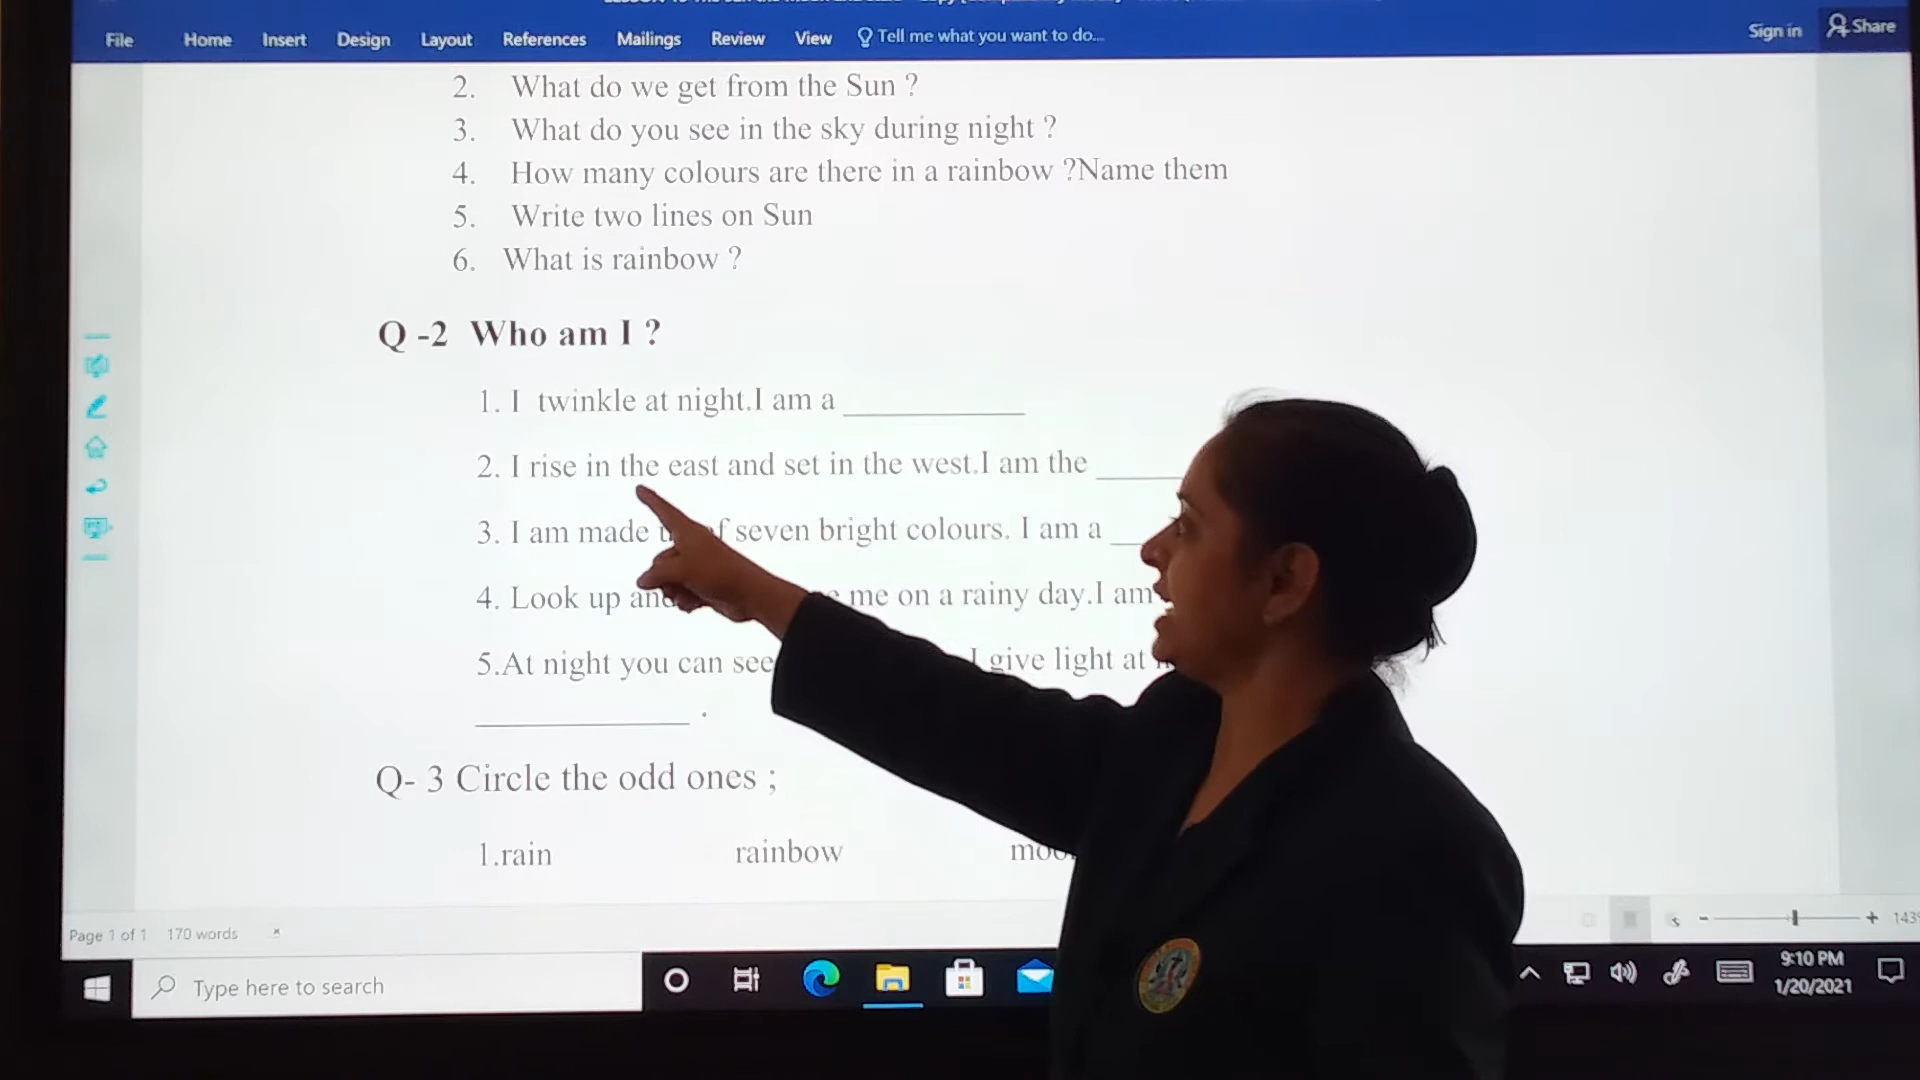 File Home Insert Design Layout References Mailings Review View Tell me what you want to do... Sign in Share
2. What do we get from the Sun ?
3. What do you see in the sky during night ?
4. How many colours are there in a rainbow ?Name them
5. Write two lines on Sun
6. What is rainbow ?
Q -2 Who am I ?
1. I twinkle at night.I am a __________
2. I rise in the east and set in the west.I am the _____
3. I am made of seven bright colours. I am a __
4. Look up me on a rainy day.I am
5.At night you can see I give light at
____________ .
Q- 3 Circle the odd ones ;
1.rain rainbow
Page 1 of 1 170 words
Type here to search
9:10 PM
1/20/2021